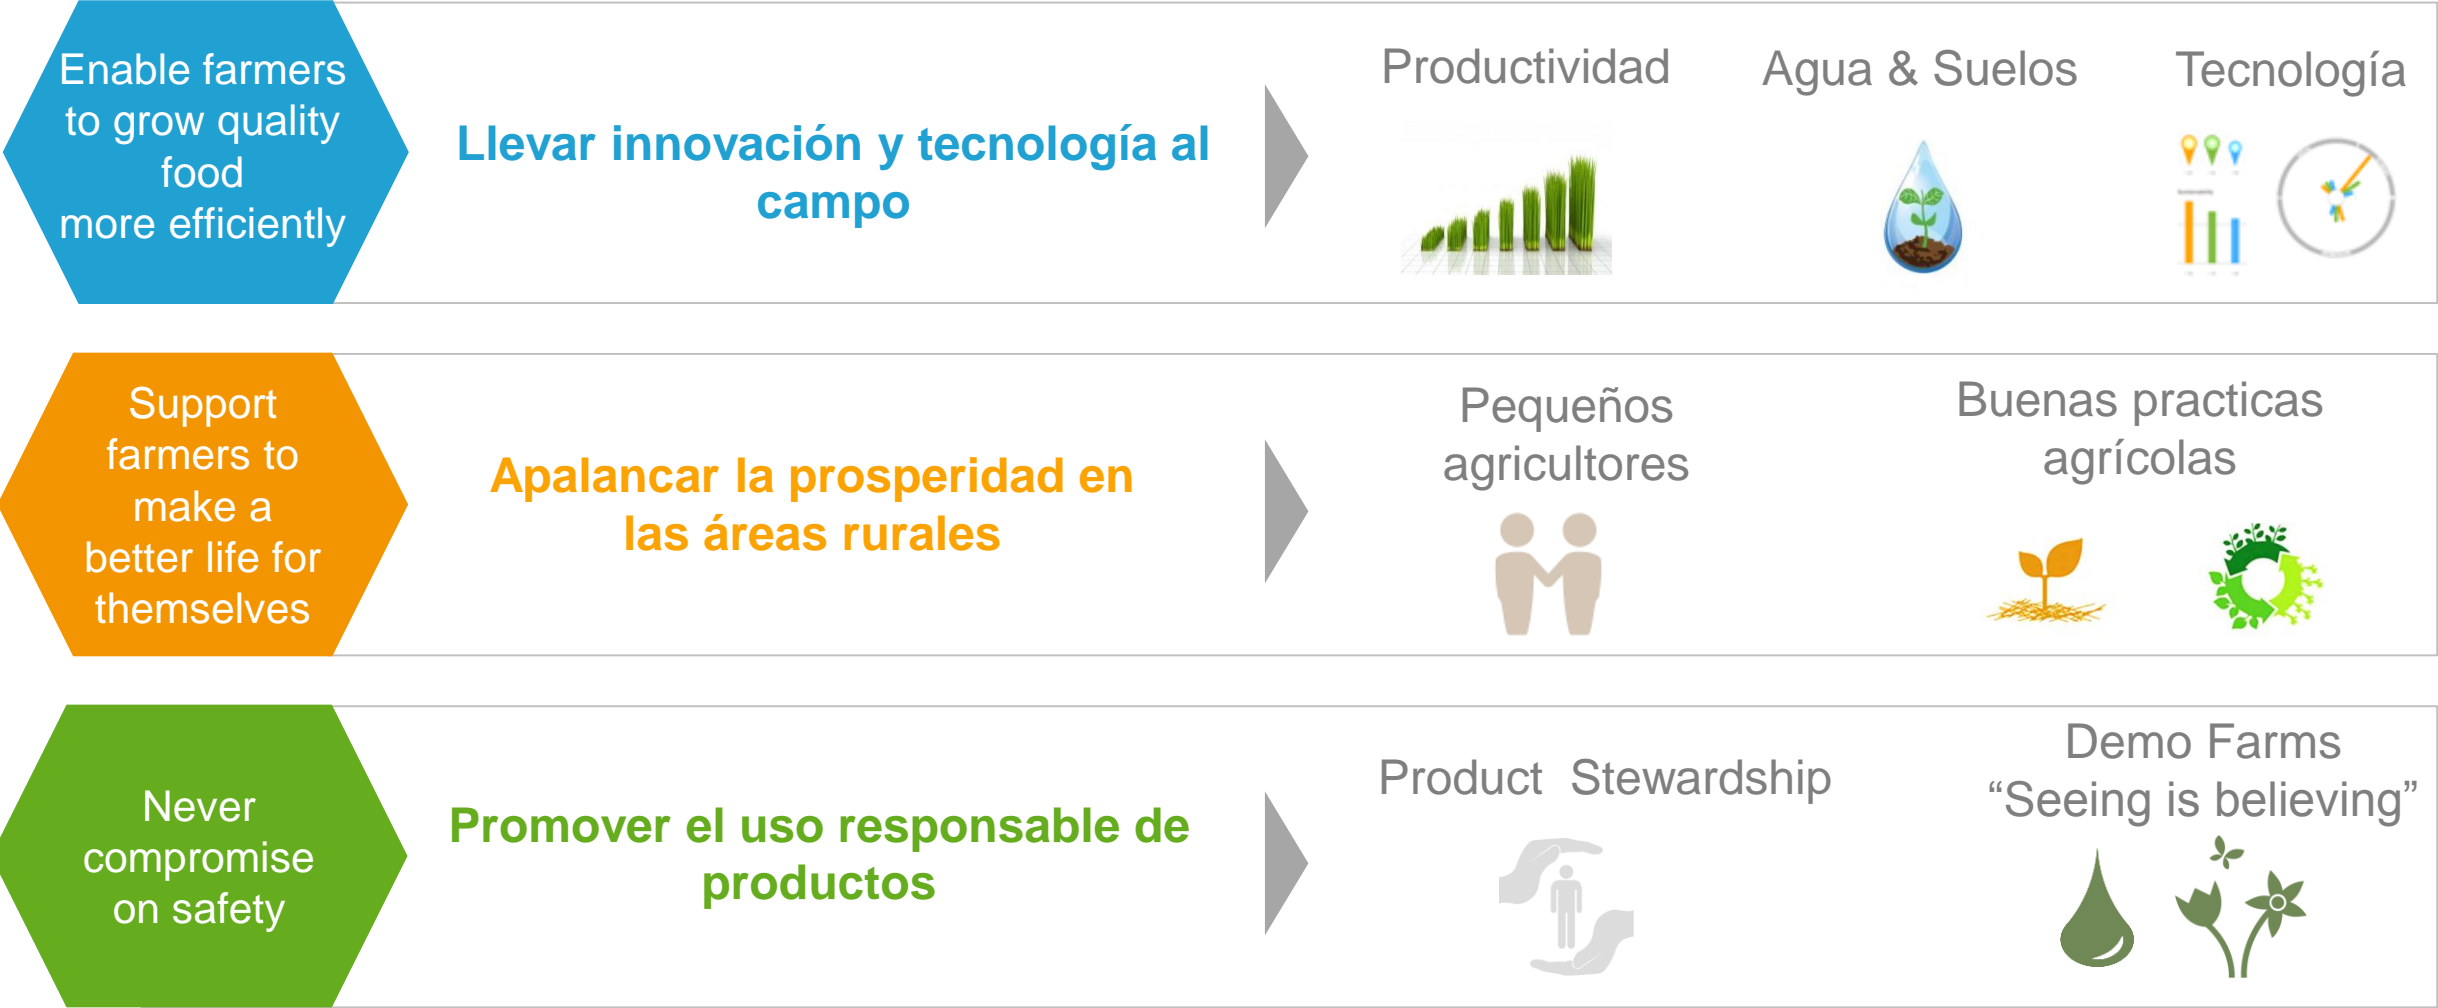 Enable farmers
to grow quality
food
more efficiently
Llevar innovación y tecnología al
campo
Productividad
Agua & Suelos
Tecnología
Support
farmers to
make a
better life for
themselves
Apalancar la prosperidad en
las áreas rurales
Pequeños
agricultores
Buenas practicas
agrícolas
Never
compromise
on safety
Promover el uso responsable de
productos
Product Stewardship
Demo Farms
“Seeing is believing”